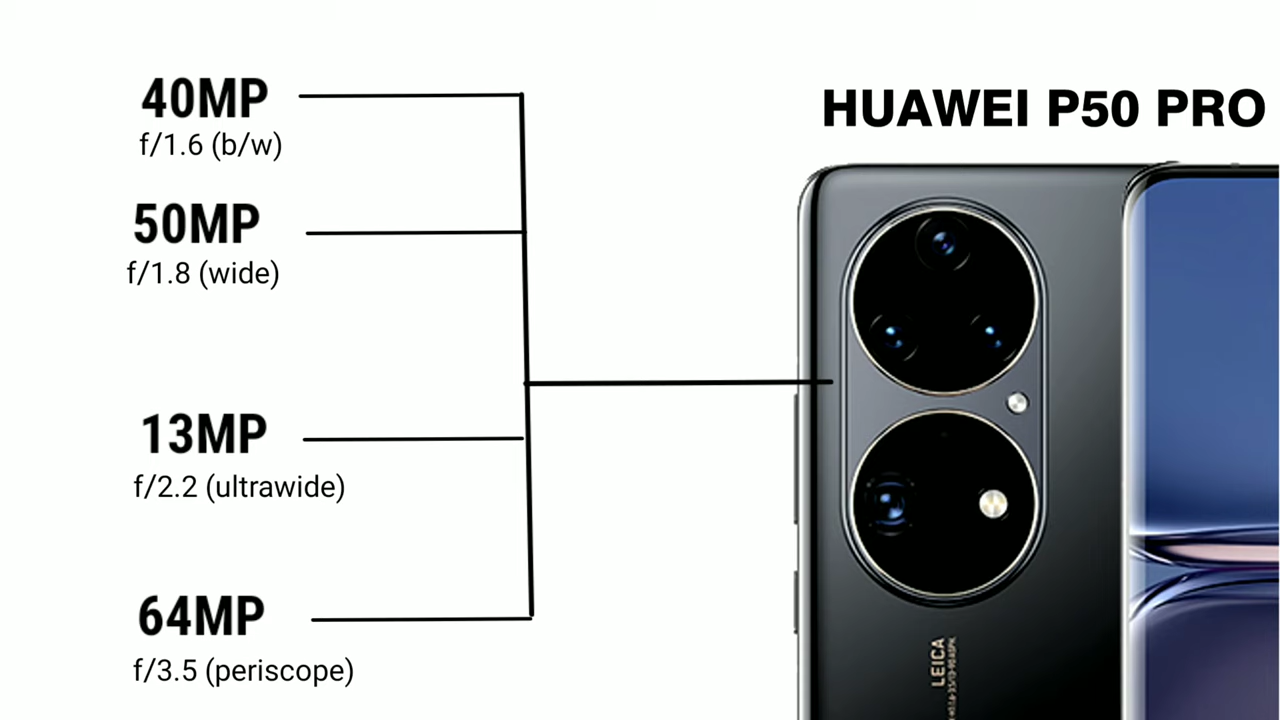 HUAWEI P50 PRO
40MP
f/1.6 (b/w)
50MP
f/1.8 (wide)
13MP
f/2.2 (ultrawide)
64MP
f/3.5 (periscope)
LEICA